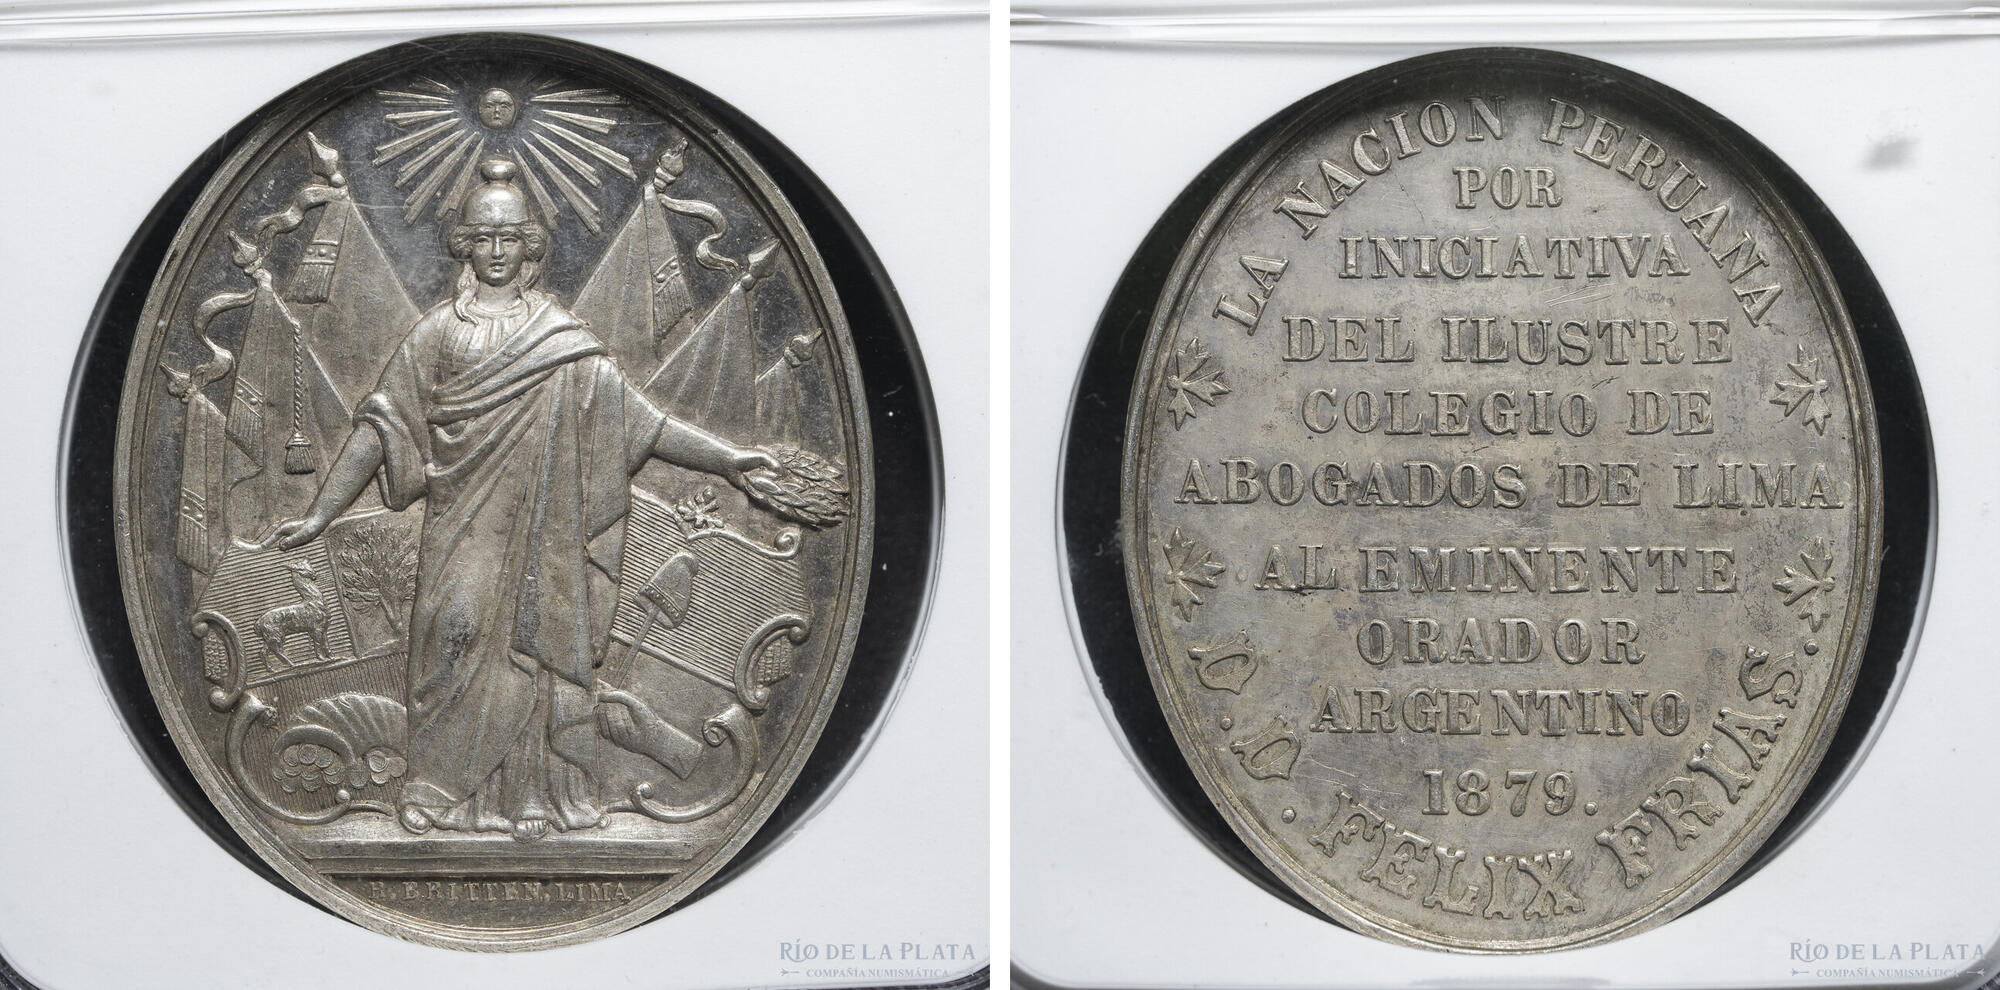 R. BRITTEN, LIMA
RÍO DE LA PLATA
COMPAÑÍA NUMISMÁTICA
LA NACION PERUANA
POR
INICIATIVA
DEL ILUSTRE
COLEGIO DE
ABOGADOS DE LIMA
AL EMINENTE
ORADOR
ARGENTINO
1879.
D. D. FELIX FRIAS.
RÍO DE LA PLATA
COMPAÑÍA NUMISMÁTICA